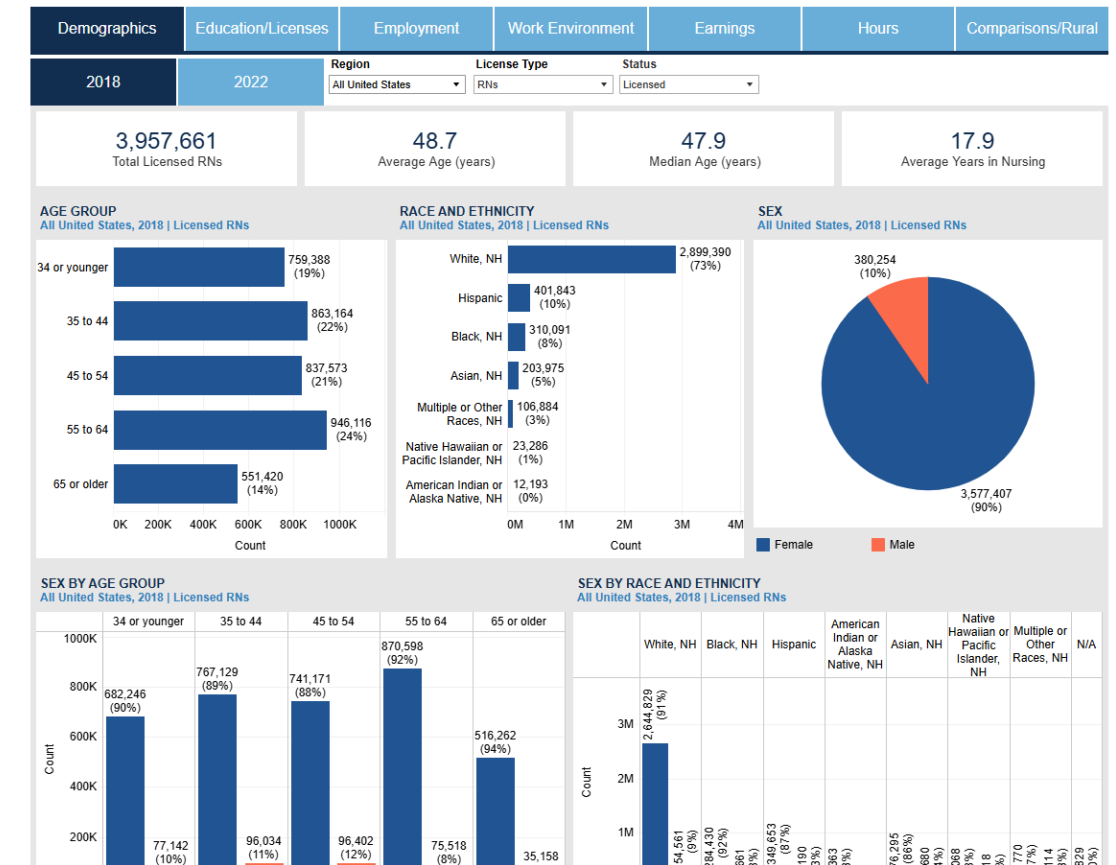 Demographics
Education/Licenses
Employment
Work Environment
Earnings
Hours
Comparisons/Rural
2018
2022
Region
License Type
Status
All United States
RNs
Licensed
3,957,661
Total Licensed RNs
48.7
Average Age (years)
47.9
Median Age (years)
17.9
Average Years in Nursing
AGE GROUP
All United States, 2018 | Licensed RNs
34 or younger
759,388
(19%)
35 to 44
863,164
(22%)
45 to 54
837,573
(21%)
55 to 64
946,116
(24%)
65 or older
551,420
(14%)
0K 200K 400K 600K 800K 1000K
Count
RACE AND ETHNICITY
All United States, 2018 | Licensed RNs
White, NH
2,899,390
(73%)
Hispanic
401,843
(10%)
Black, NH
310,091
(8%)
Asian, NH
203,975
(5%)
Multiple or Other
Races, NH
106,884
(3%)
Native Hawaiian or
Pacific Islander, NH
23,286
(1%)
American Indian or
Alaska Native, NH
12,193
(0%)
0M 1M 2M 3M 4M
Count
SEX
All United States, 2018 | Licensed RNs
380,254
(10%)
3,577,407
(90%)
Female
Male
SEX BY AGE GROUP
All United States, 2018 | Licensed RNs
34 or younger
35 to 44
45 to 54
55 to 64
65 or older
1000K
800K
600K
400K
200K
Count
682,246
(90%)
77,142
(10%)
767,129
(89%)
96,034
(11%)
741,171
(88%)
96,402
(12%)
870,598
(92%)
75,518
(8%)
516,262
(94%)
35,158
SEX BY RACE AND ETHNICITY
All United States, 2018 | Licensed RNs
White, NH
Black, NH
Hispanic
American
Indian or
Alaska
Native, NH
Asian, NH
Native
Hawaiian or
Pacific
Islander,
NH
Multiple or
Other
Races, NH
N/A
3M
2M
1M
Count
2,644,829
(91%)
54,561
(9%)
284,430
(92%)
349,653
(87%)
76,295
(86%)